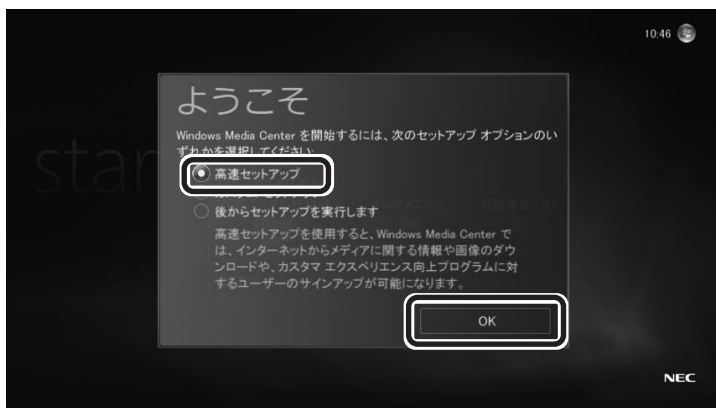 10:46
ようこそ
Windows Media Center を開始するには、次のセットアップ オプションのい
ずれかを選択してください:
高速セットアップ
後からセットアップを実行します
高速セットアップを使用すると、Windows Media Center で
は、インターネットからメディアに関する情報や画像のダウ
ンロードや、カスタマ エクスペリエンス向上プログラムに対
するユーザーのサインアップが可能になります。
OK
NEC